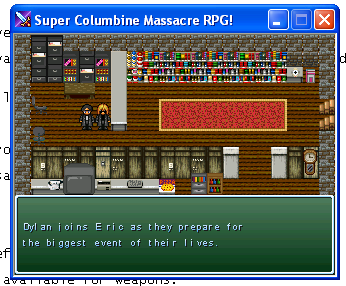 Super Columbine Massacre RPG!
Dylan joins Eric as they prepare for
the biggest event of their lives.
available for weapons.